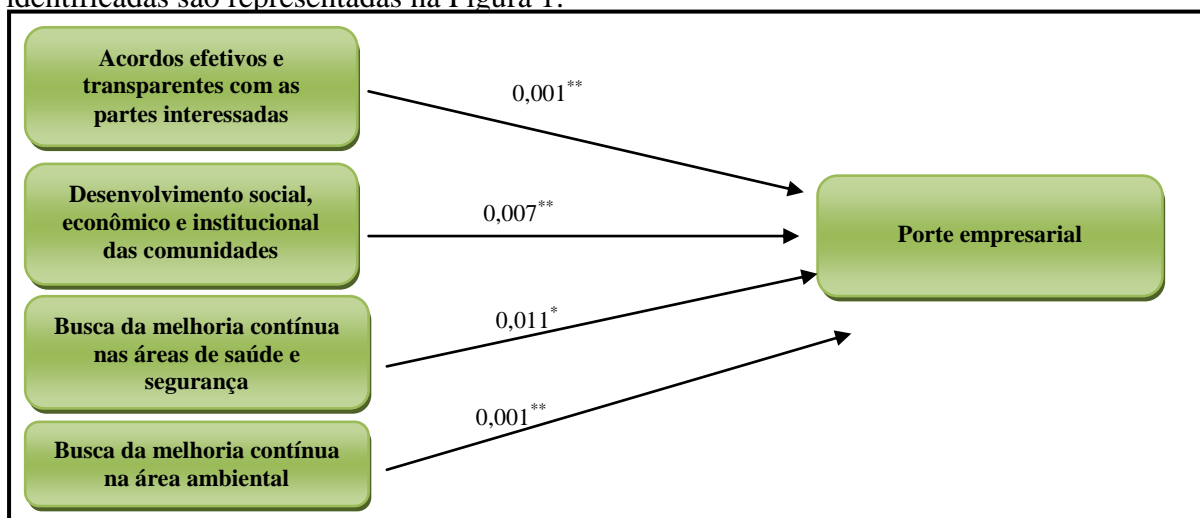 identificadas são representadas na Figura 1.
Acordos efetivos e
transparentes com as
partes interessadas
0,001**
Desenvolvimento social,
econômico e institucional
das comunidades
0,007**
Porte empresarial
Busca da melhoria contínua
nas áreas de saúde e
segurança
0,011*
Busca da melhoria contínua
na área ambiental
0,001**